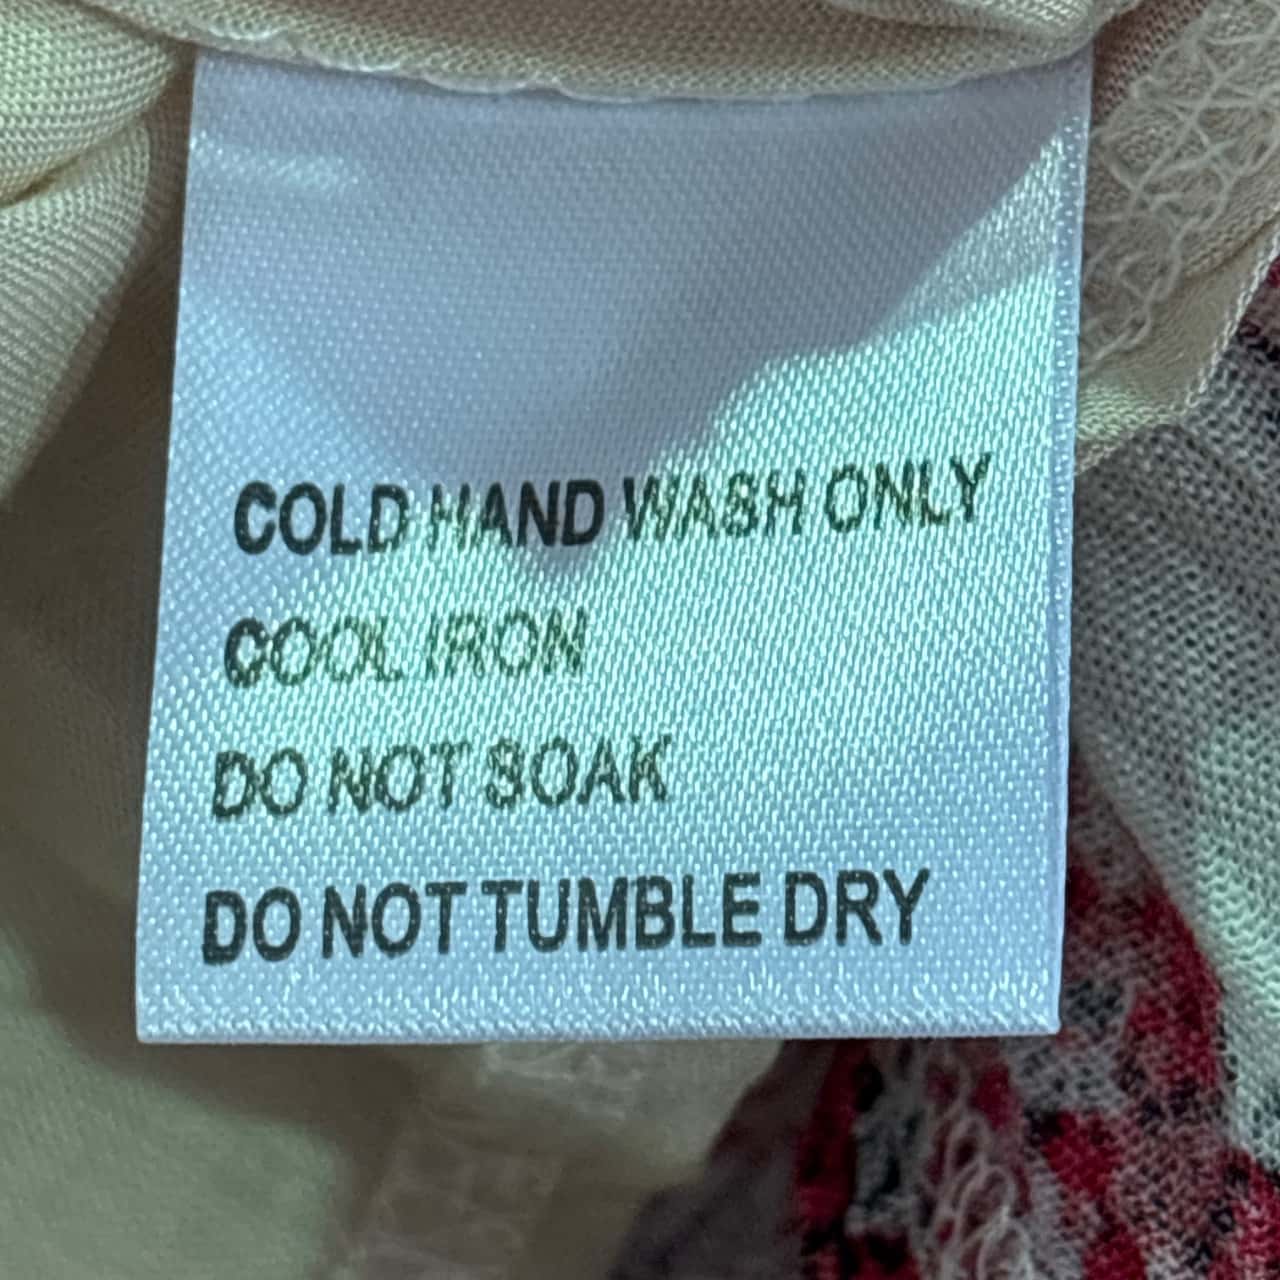 COLD HAND WASH ONLY
COOL IRON
DO NOT SOAK
DO NOT TUMBLE DRY